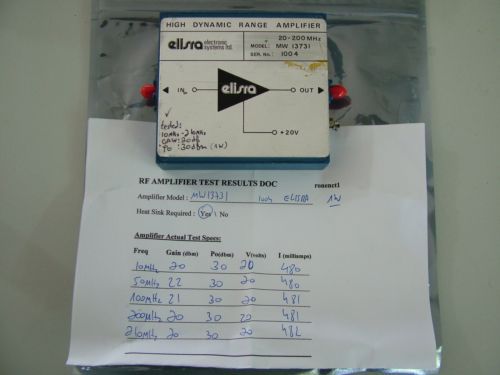 HIGH DYNAMIC RANGE AMPLIFIER
elisra electronic systems ltd.
20-200MHz
MODEL: MW 13731
SER. No.: 1004
IN
elisra
OUT
+20V
tested:
10MHz-210MHz
GAIN: 20dB
Po: 30dBm (1W)
RF AMPLIFIER TEST RESULTS DOC
ronenct1
Amplifier Model : MW13731 ELISRA 1W
Heat Sink Required : Yes \ No
Amplifier Actual Test Specs:
Freq Gain (dbm) Po(dbm) V(volts) I (milliamps)
10MHz 20 30 20 480
50MHz 22 30 20 480
100MHz 21 30 20 481
200MHz 20 30 20 481
210MHz 20 30 20 482